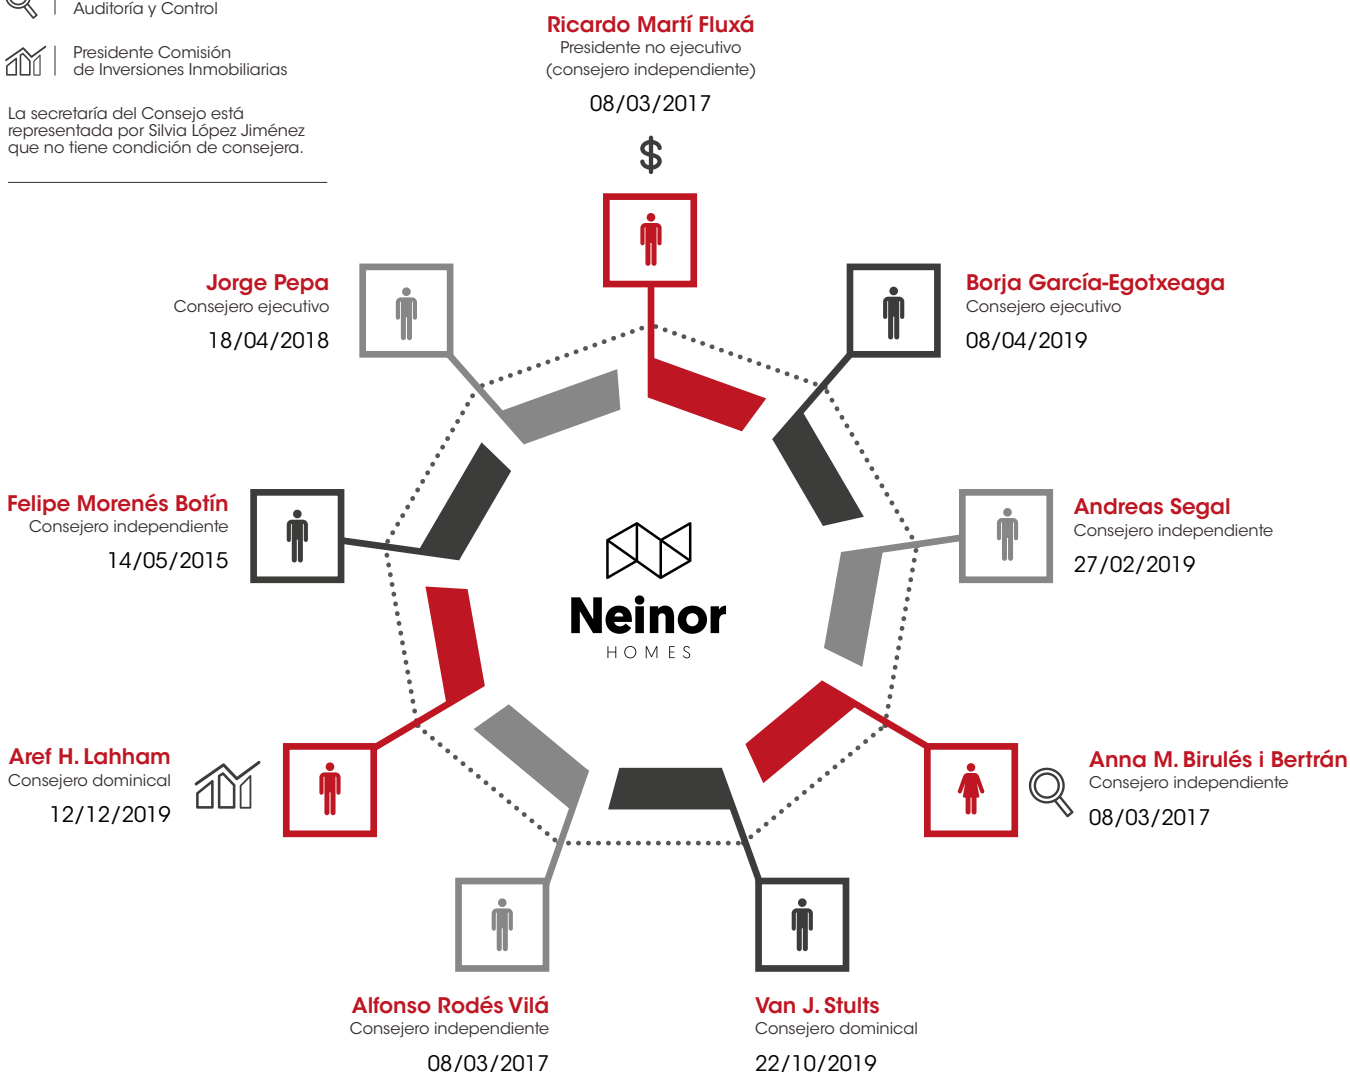 Auditoría y Control
Presidente Comisión
de Inversiones Inmobiliarias
La secretaría del Consejo está
representada por Silvia López Jiménez
que no tiene condición de consejera.
Ricardo Martí Fluxá
Presidente no ejecutivo
(consejero independiente)
08/03/2017
$
Jorge Pepa
Consejero ejecutivo
18/04/2018
Borja García-Egotxeaga
Consejero ejecutivo
08/04/2019
Felipe Morenés Botín
Consejero independiente
14/05/2015
Andreas Segal
Consejero independiente
27/02/2019
Neinor
HOMES
Aref H. Lahham
Consejero dominical
12/12/2019
Anna M. Birulés i Bertrán
Consejero independiente
08/03/2017
Alfonso Rodés Vilá
Consejero independiente
08/03/2017
Van J. Stults
Consejero dominical
22/10/2019